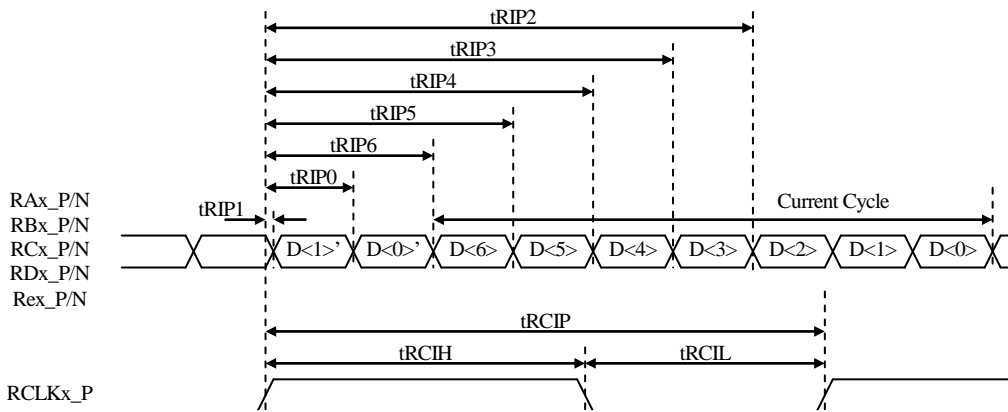 tRIP2
tRIP3
tRIP4
tRIP5
tRIP6
tRIP0
tRIP1
Current Cycle
RAx_P/N
RBx_P/N
RCx_P/N
RDx_P/N
Rex_P/N
D<1>’ D<0>’ D<6> D<5> D<4> D<3> D<2> D<1> D<0>
tRCIP
tRCIH tRCIL
RCLKx_P